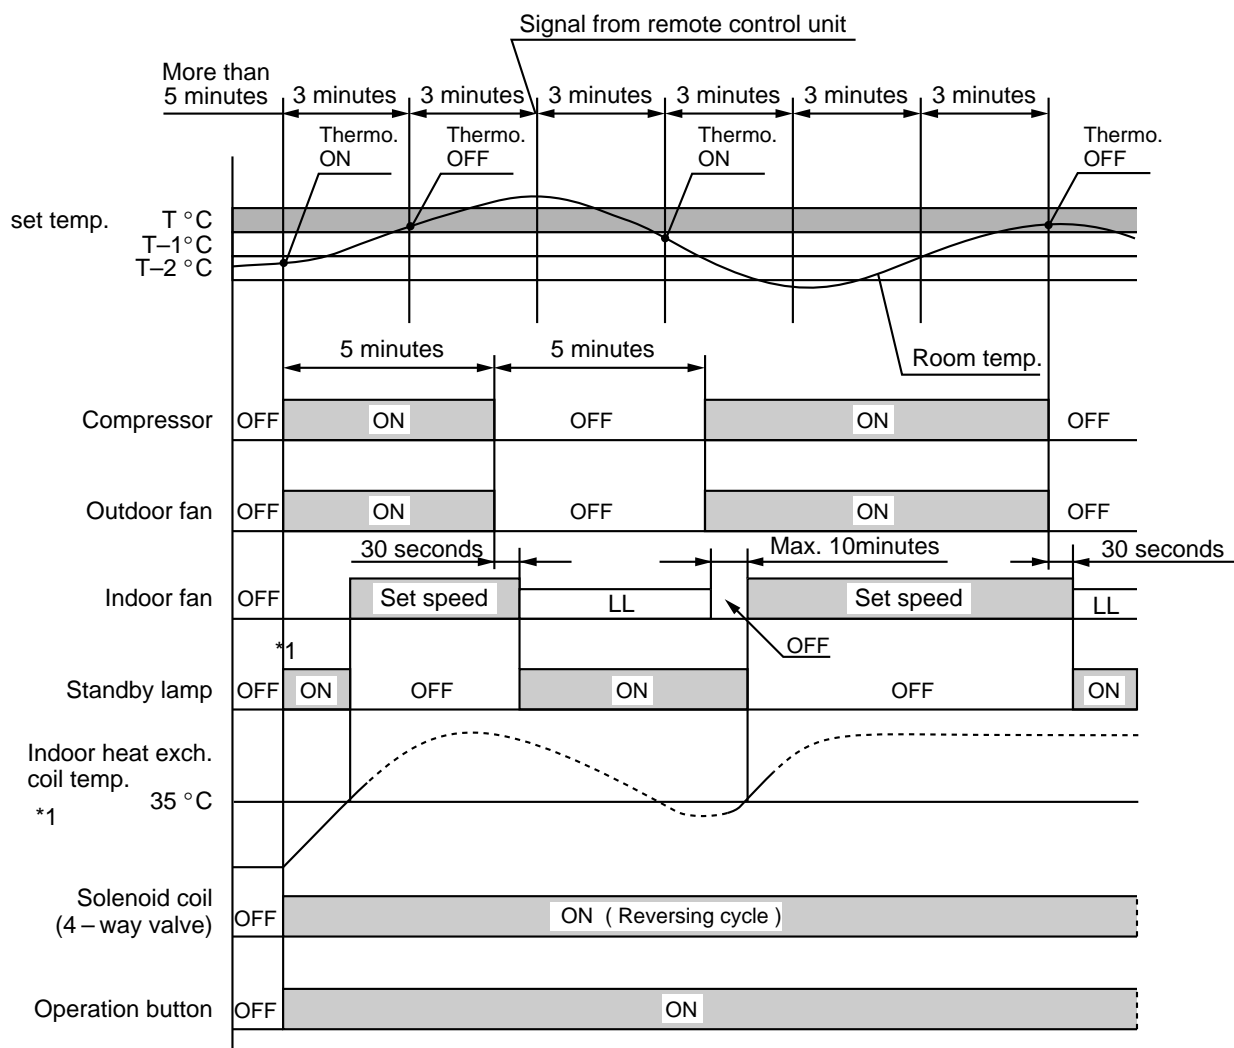 Signal from remote control unit
More than
5 minutes
3 minutes 3 minutes 3 minutes 3 minutes 3 minutes 3 minutes
Thermo.
ON
Thermo.
OFF
Thermo.
ON
Thermo.
OFF
set temp. T °C
T–1°C
T–2 °C
Room temp.
5 minutes 5 minutes
Compressor OFF ON OFF ON OFF
Outdoor fan OFF ON OFF ON OFF
30 seconds Max. 10minutes 30 seconds
Indoor fan OFF Set speed LL Set speed LL
OFF
*1
Standby lamp OFF ON OFF ON OFF ON
Indoor heat exch.
coil temp.
35 °C
*1
Solenoid coil
(4 – way valve) OFF ON ( Reversing cycle )
Operation button OFF ON